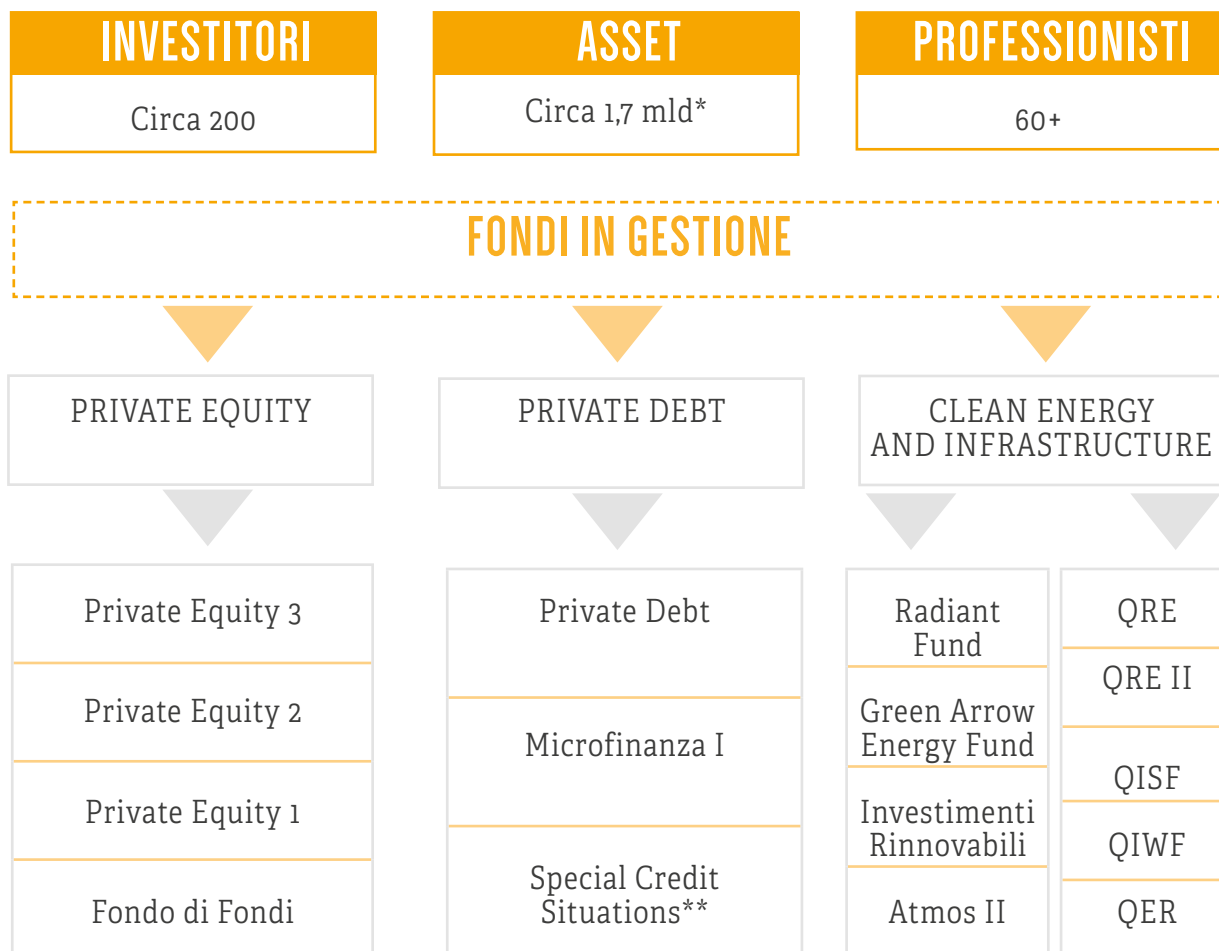 INVESTITORI
Circa 200
ASSET
Circa 1,7 mld*
PROFESSIONISTI
60+
FONDI IN GESTIONE
PRIVATE EQUITY
PRIVATE DEBT
CLEAN ENERGY
AND INFRASTRUCTURE
Private Equity 3
Private Equity 2
Private Equity 1
Fondo di Fondi
Private Debt
Microfinanza I
Special Credit
Situations**
Radiant
Fund
Green Arrow
Energy Fund
Investimenti
Rinnovabili
Atmos II
QRE
QRE II
QISF
QIWF
QER